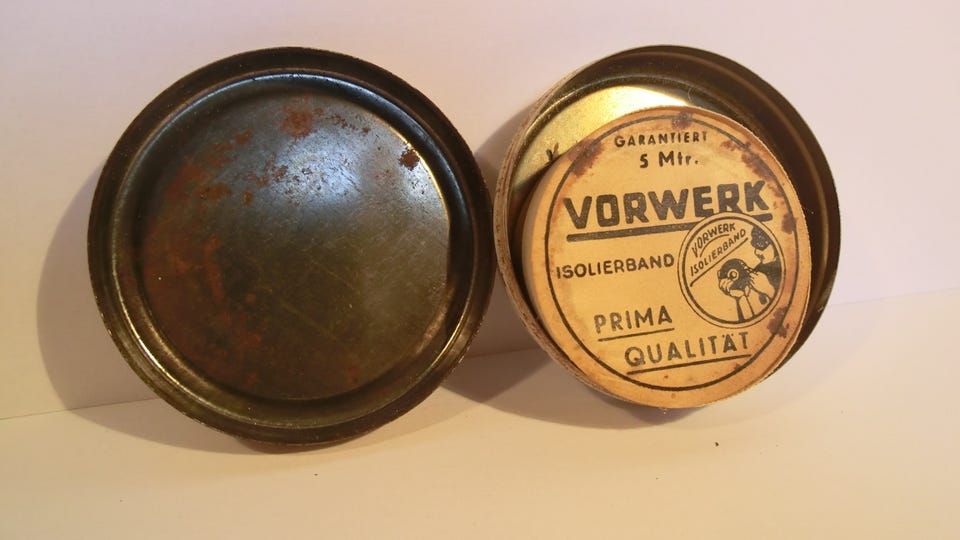 GARANTIERT
5 Mtr.
VORWERK
ISOLIERBAND
VORWERK
ISOLIERBAND
PRIMA
QUALITÄT